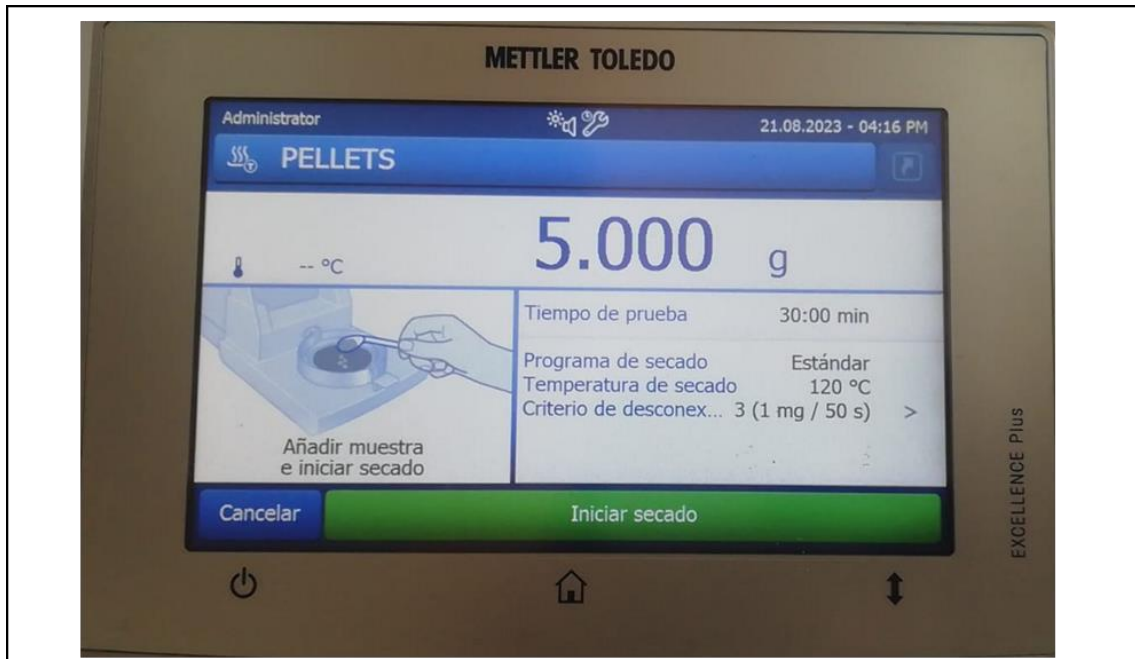 METTLER TOLEDO
Administrator
21.08.2023 - 04:16 PM
PELLETS
5.000 g
-- °C
Tiempo de prueba 30:00 min
Programa de secado Estándar
Temperatura de secado 120 °C
Criterio de desconex... 3 (1 mg / 50 s) >
Añadir muestra
e iniciar secado
Cancelar
Iniciar secado
EXCELLENCE Plus